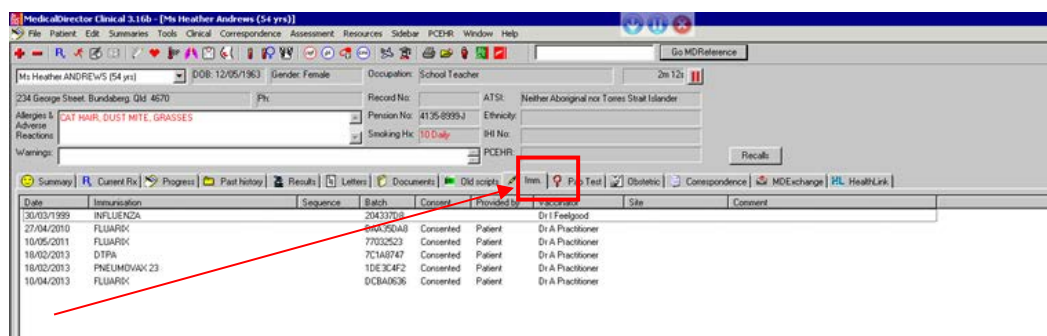 MedicalDirector Clinical 3.16b - [Ms Heather Andrews (54 yrs)]
File Patient Edit Summaries Tools Clinical Correspondence Assessment Resources Sidebar PCEHR Window Help
Go MDReference
Ms Heather ANDREWS (54 yrs) DOB: 12/05/1963 Gender: Female Occupation: School Teacher 2m 12s
234 George Street Bundaberg Qld 4670 Ph: Record No: ATSI: Neither Aboriginal nor Torres Strait Islander
Allergies & Adverse Reactions: CAT HAIR, DUST MITE, GRASSES Pension No: 4135-8999-J Ethnicity:
Smoking Hx: 10 Daily IHI No:
Warnings: PCEHR: Recalls
Summary Current Rx Progress Past history Results Letters Documents Old scripts Imm. Pap Test Obstetric Correspondence MDExchange HL HealthLink
Date Immunisation Sequence Batch Consent Provided by Vaccinator Site Comment
30/03/1999 INFLUENZA Dr I Feelgood
27/04/2010 FLUARIX Consented Patient Dr A Practitioner
10/05/2011 FLUARIX 77032523 Consented Patient Dr A Practitioner
18/02/2013 DTPA 7C1A8747 Consented Patient Dr A Practitioner
18/02/2013 PNEUMOVAX 23 1DE3C4F2 Consented Patient Dr A Practitioner
10/04/2013 FLUARIX DCBA0636 Consented Patient Dr A Practitioner